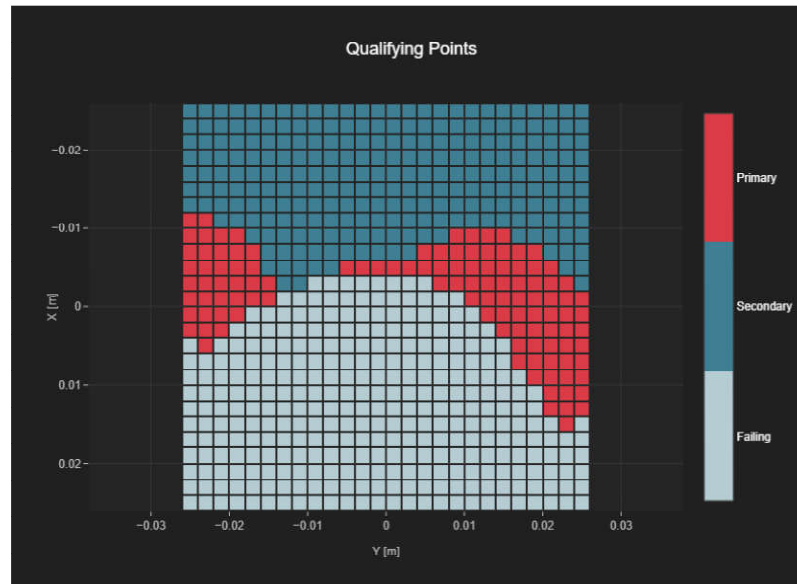 Qualifying Points
−0.02
−0.01
0
0.01
0.02
X [m]
−0.03
−0.02
−0.01
0
0.01
0.02
0.03
Y [m]
Primary
Secondary
Failing